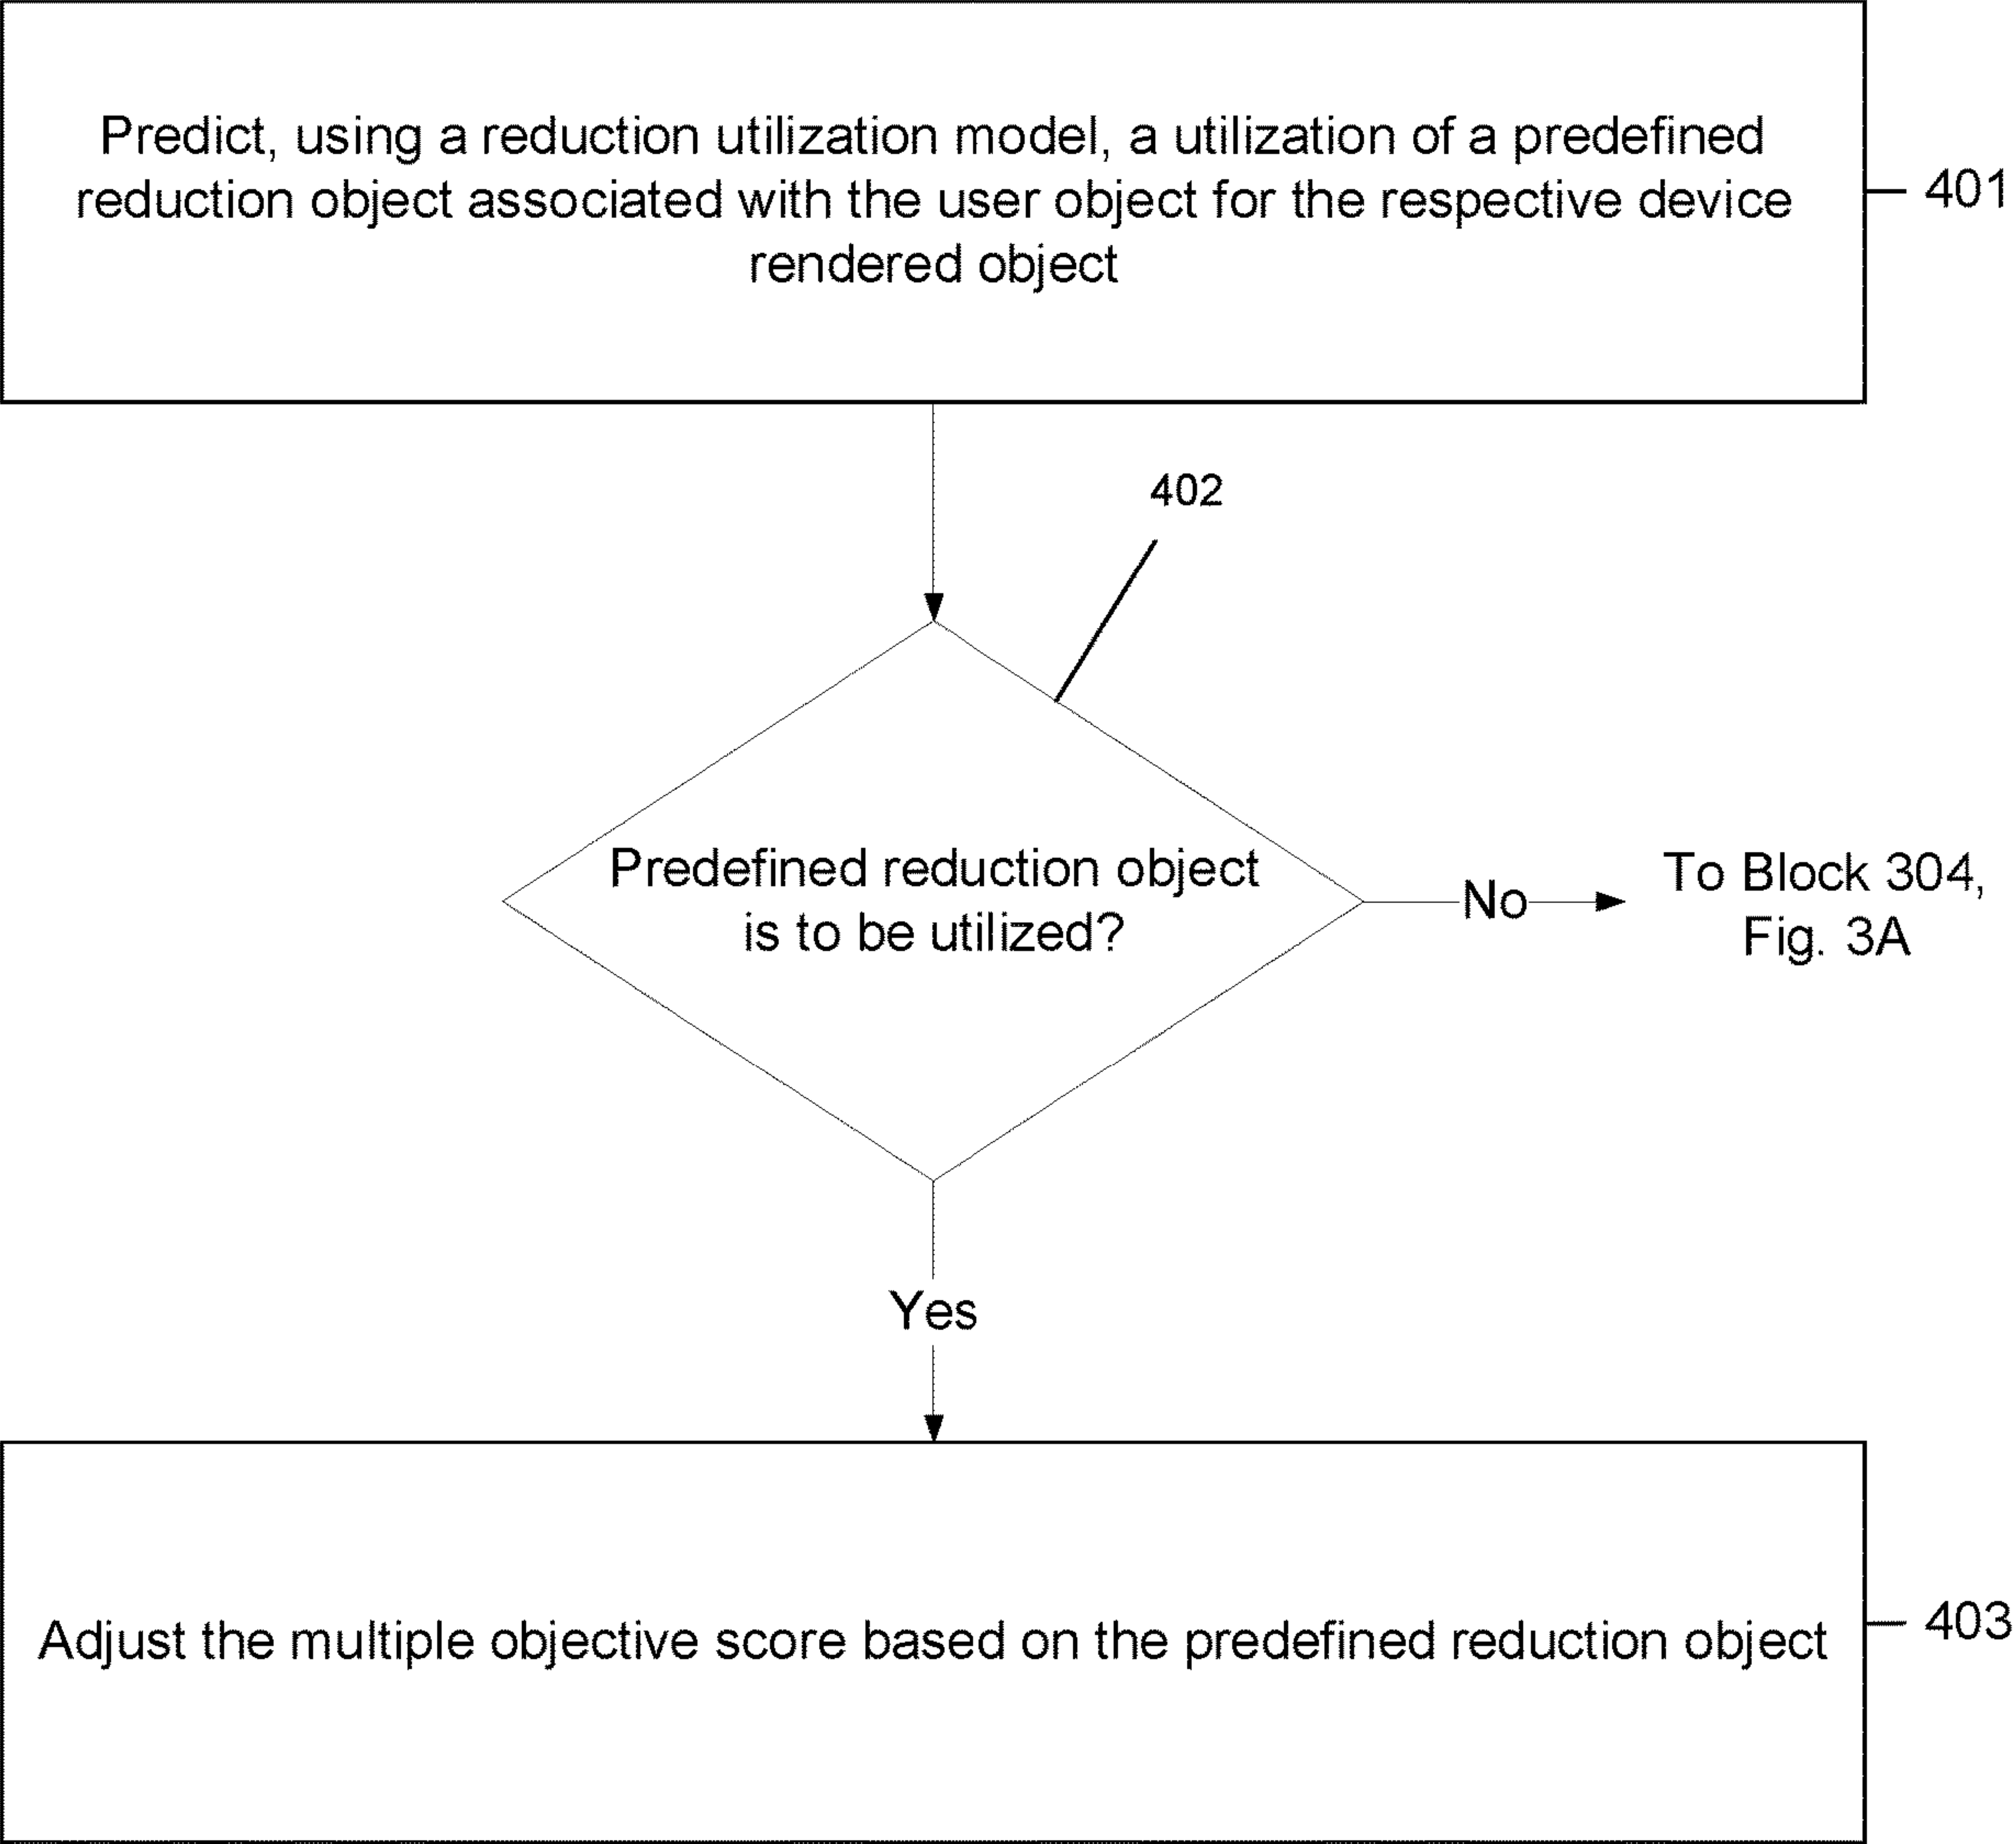 Predict, using a reduction utilization model, a utilization of a predefined
reduction object associated with the user object for the respective device
rendered object
401
402
Predefined reduction object
is to be utilized?
No
To Block 304,
Fig. 3A
Yes
Adjust the multiple objective score based on the predefined reduction object
403